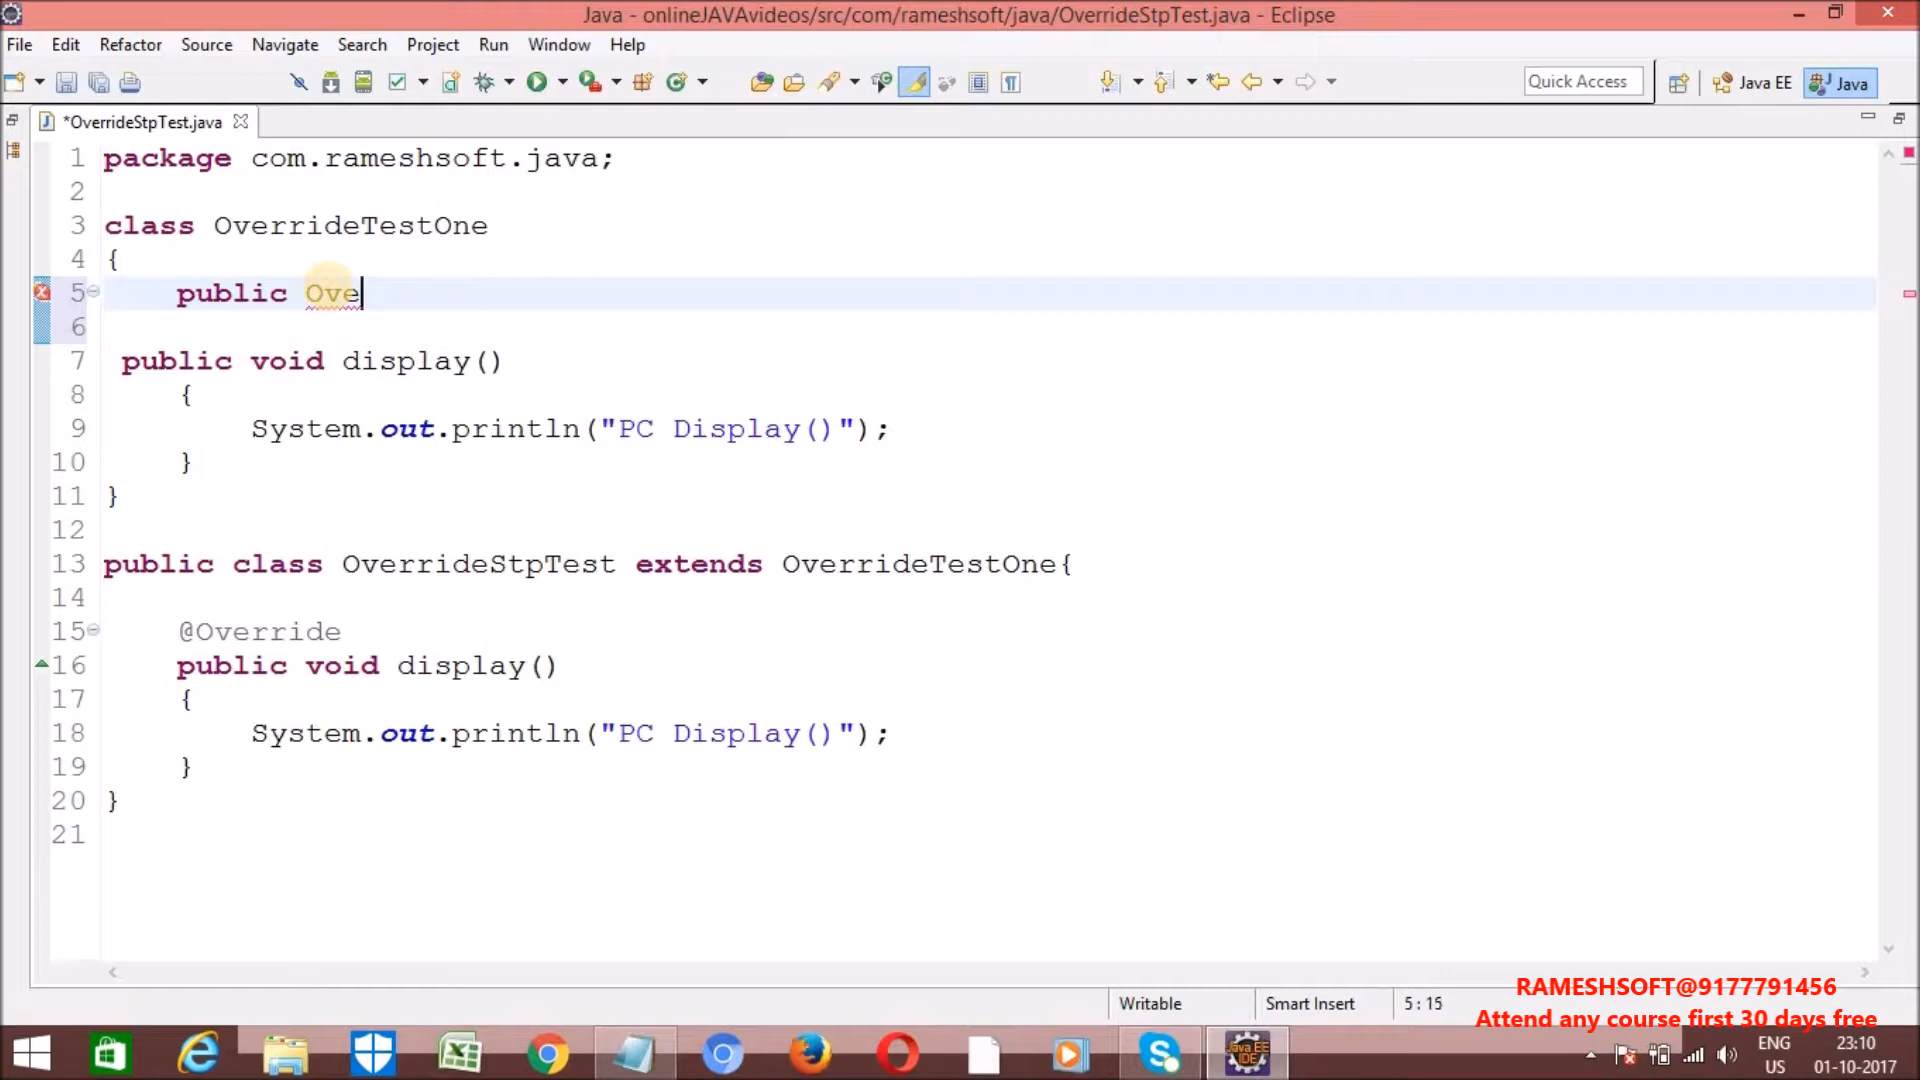 Java - onlineJAVAvideos/src/com/rameshsoft/java/OverrideStpTest.java - Eclipse
File Edit Refactor Source Navigate Search Project Run Window Help
Quick Access Java EE Java
*OverrideStpTest.java
1 package com.rameshsoft.java;
2
3 class OverrideTestOne
4 {
5 public Ove
6
7 public void display()
8 {
9 System.out.println("PC Display()");
10 }
11 }
12
13 public class OverrideStpTest extends OverrideTestOne{
14
15 @Override
16 public void display()
17 {
18 System.out.println("PC Display()");
19 }
20 }
21
Writable Smart Insert 5 : 15
RAMESHSOFT@9177791456
Attend any course first 30 days free
Java EE
IDE
ENG 23:10
US 01-10-2017